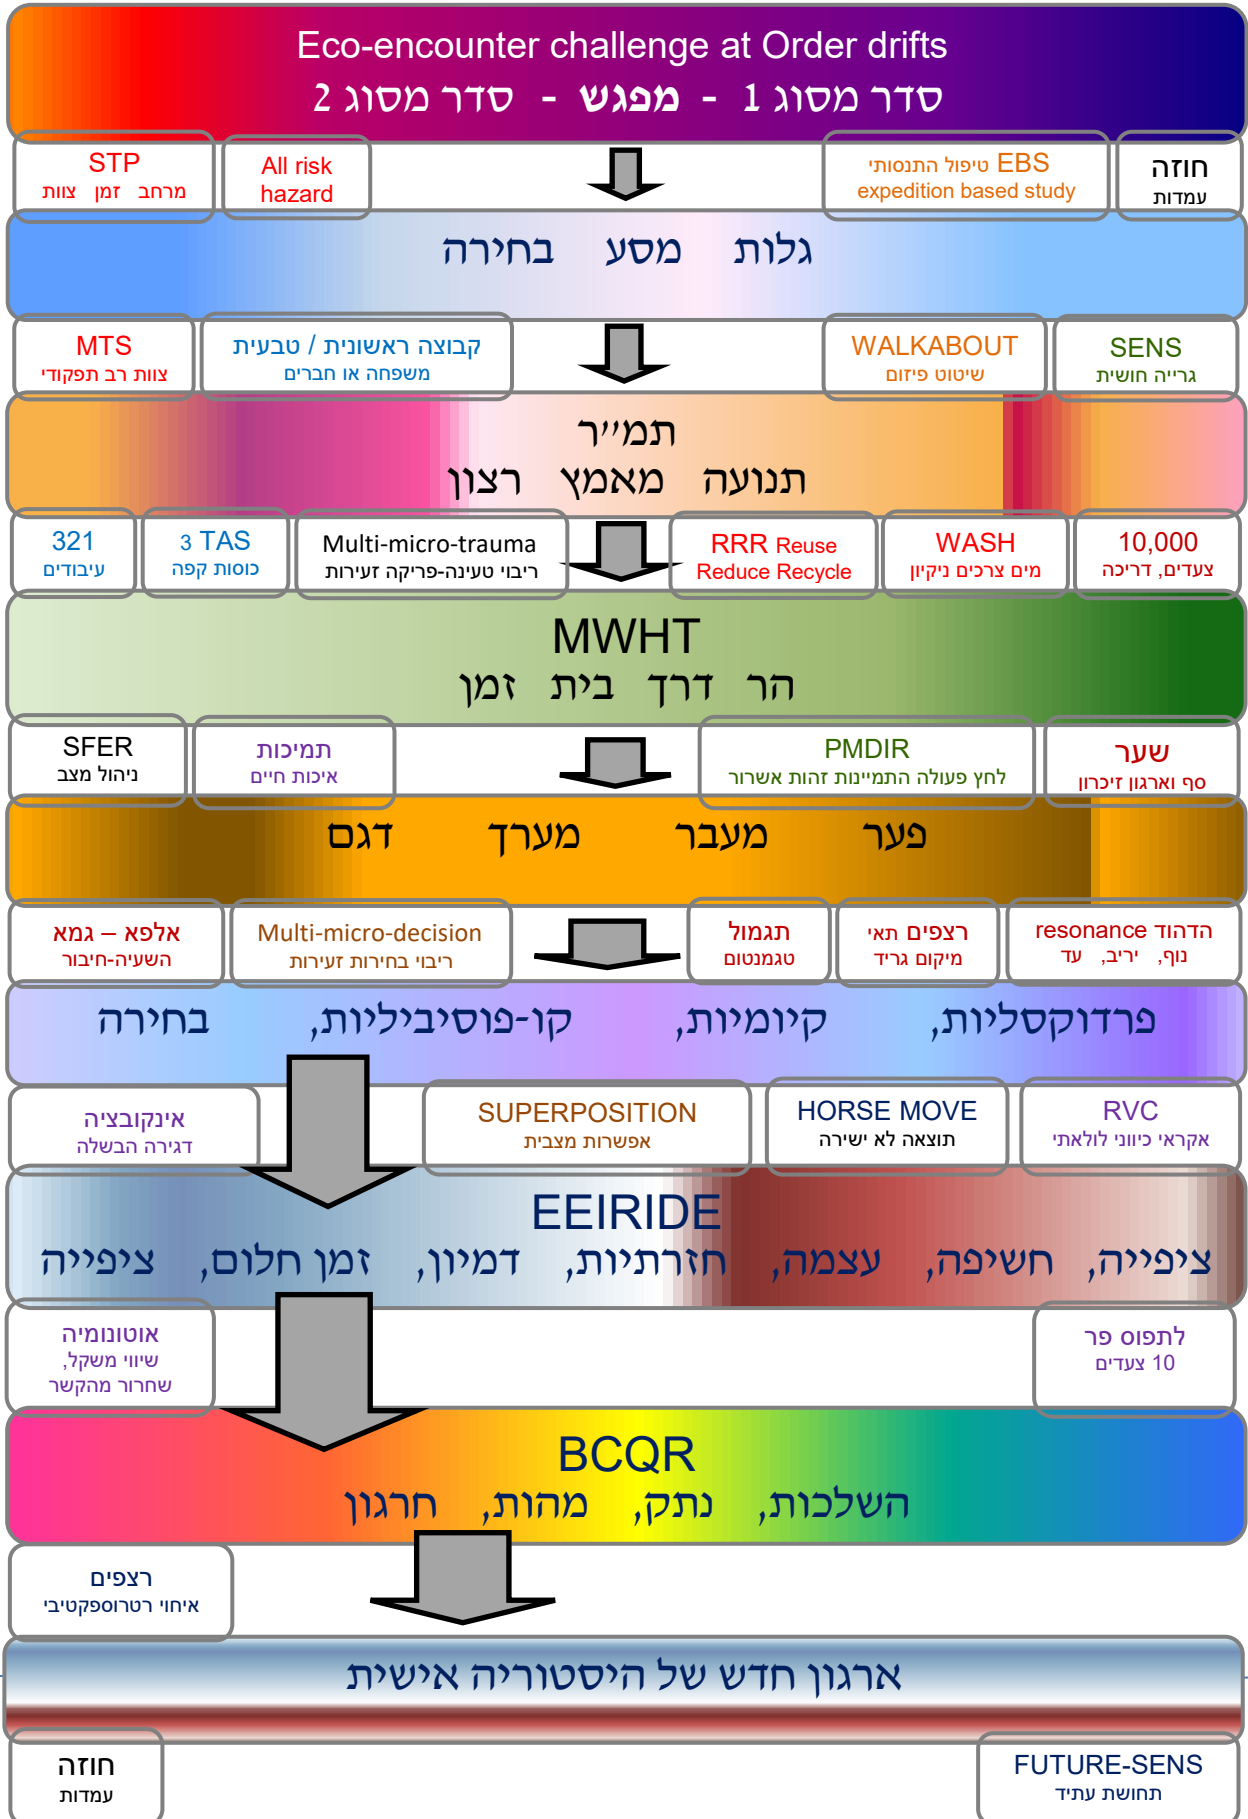 Eco-encounter challenge at Order drifts
סדר מסוג 1 - מפגש - סדר מסוג 2
חוזה
עמדות
EBS טיפול התנסותי
expedition based study
All risk
hazard
STP
מרחב זמן צוות
גלות מסע בחירה
SENS
גרייה חושית
WALKABOUT
שיטוט פיזום
קבוצה ראשונית / טבעית
משפחה או חברים
MTS
צוות רב תפקודי
תמי׳׳ר
תנועה מאמץ רצון
10,000
צעדים, דריכה
WASH
מים צרכים ניקיון
RRR Reuse
Reduce Recycle
Multi-micro-trauma
ריבוי טעינה-פריקה זעירות
3 TAS
כוסות קפה
321
עיבודים
MWHT
הר דרך בית זמן
שער
סף וארגון זיכרון
PMDIR
לחץ פעולה התמיינות זהות אשרור
תמיכות
איכות חיים
SFER
ניהול מצב
פער מעבר מערך דגם
הדהוד resonance
נוף, יריב, עד
רצפים תאי
מיקום גריד
תגמול
טגמנטום
Multi-micro-decision
ריבוי בחירות זעירות
אלפא – גמא
השעיה-חיבור
פרדוקסליות, קיומיות, קו-פוסיביליות, בחירה
RVC
אקראי כיווני לולאתי
HORSE MOVE
תוצאה לא ישירה
SUPERPOSITION
אפשרות מצבית
אינקובציה
דגירה הבשלה
EEIRIDE
ציפייה, חשיפה, עצמה, חזרתיות, דמיון, זמן חלום, ציפייה
לתפוס פר
10 צעדים
אוטונומיה
שיווי משקל,
שחרור מהקשר
BCQR
השלכות, נתק, מהות, חרגון
רצפים
איחוי רטרוספקטיבי
ארגון חדש של היסטוריה אישית
FUTURE-SENS
תחושת עתיד
חוזה
עמדות